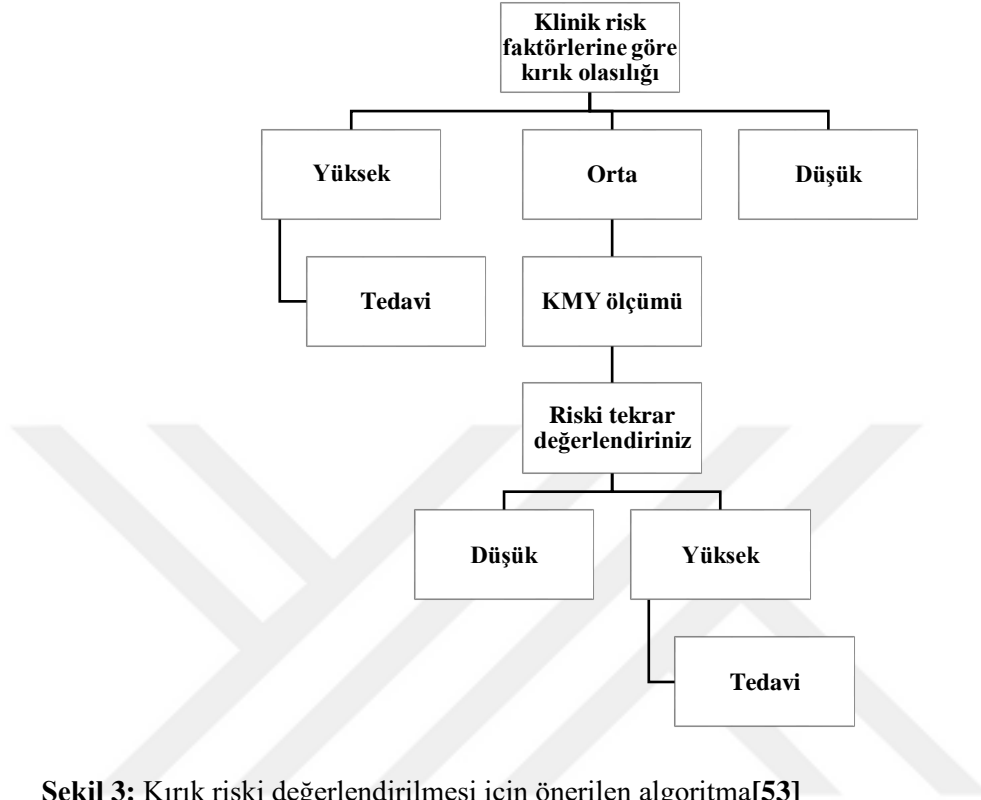 Klinik risk
faktörlerine göre
kırık olasılığı
Yüksek
Orta
Düşük
Tedavi
KMY ölçümü
Riski tekrar
değerlendiriniz
Düşük
Yüksek
Tedavi
Şekil 3: Kırık riski değerlendirilmesi için önerilen algoritma[53]